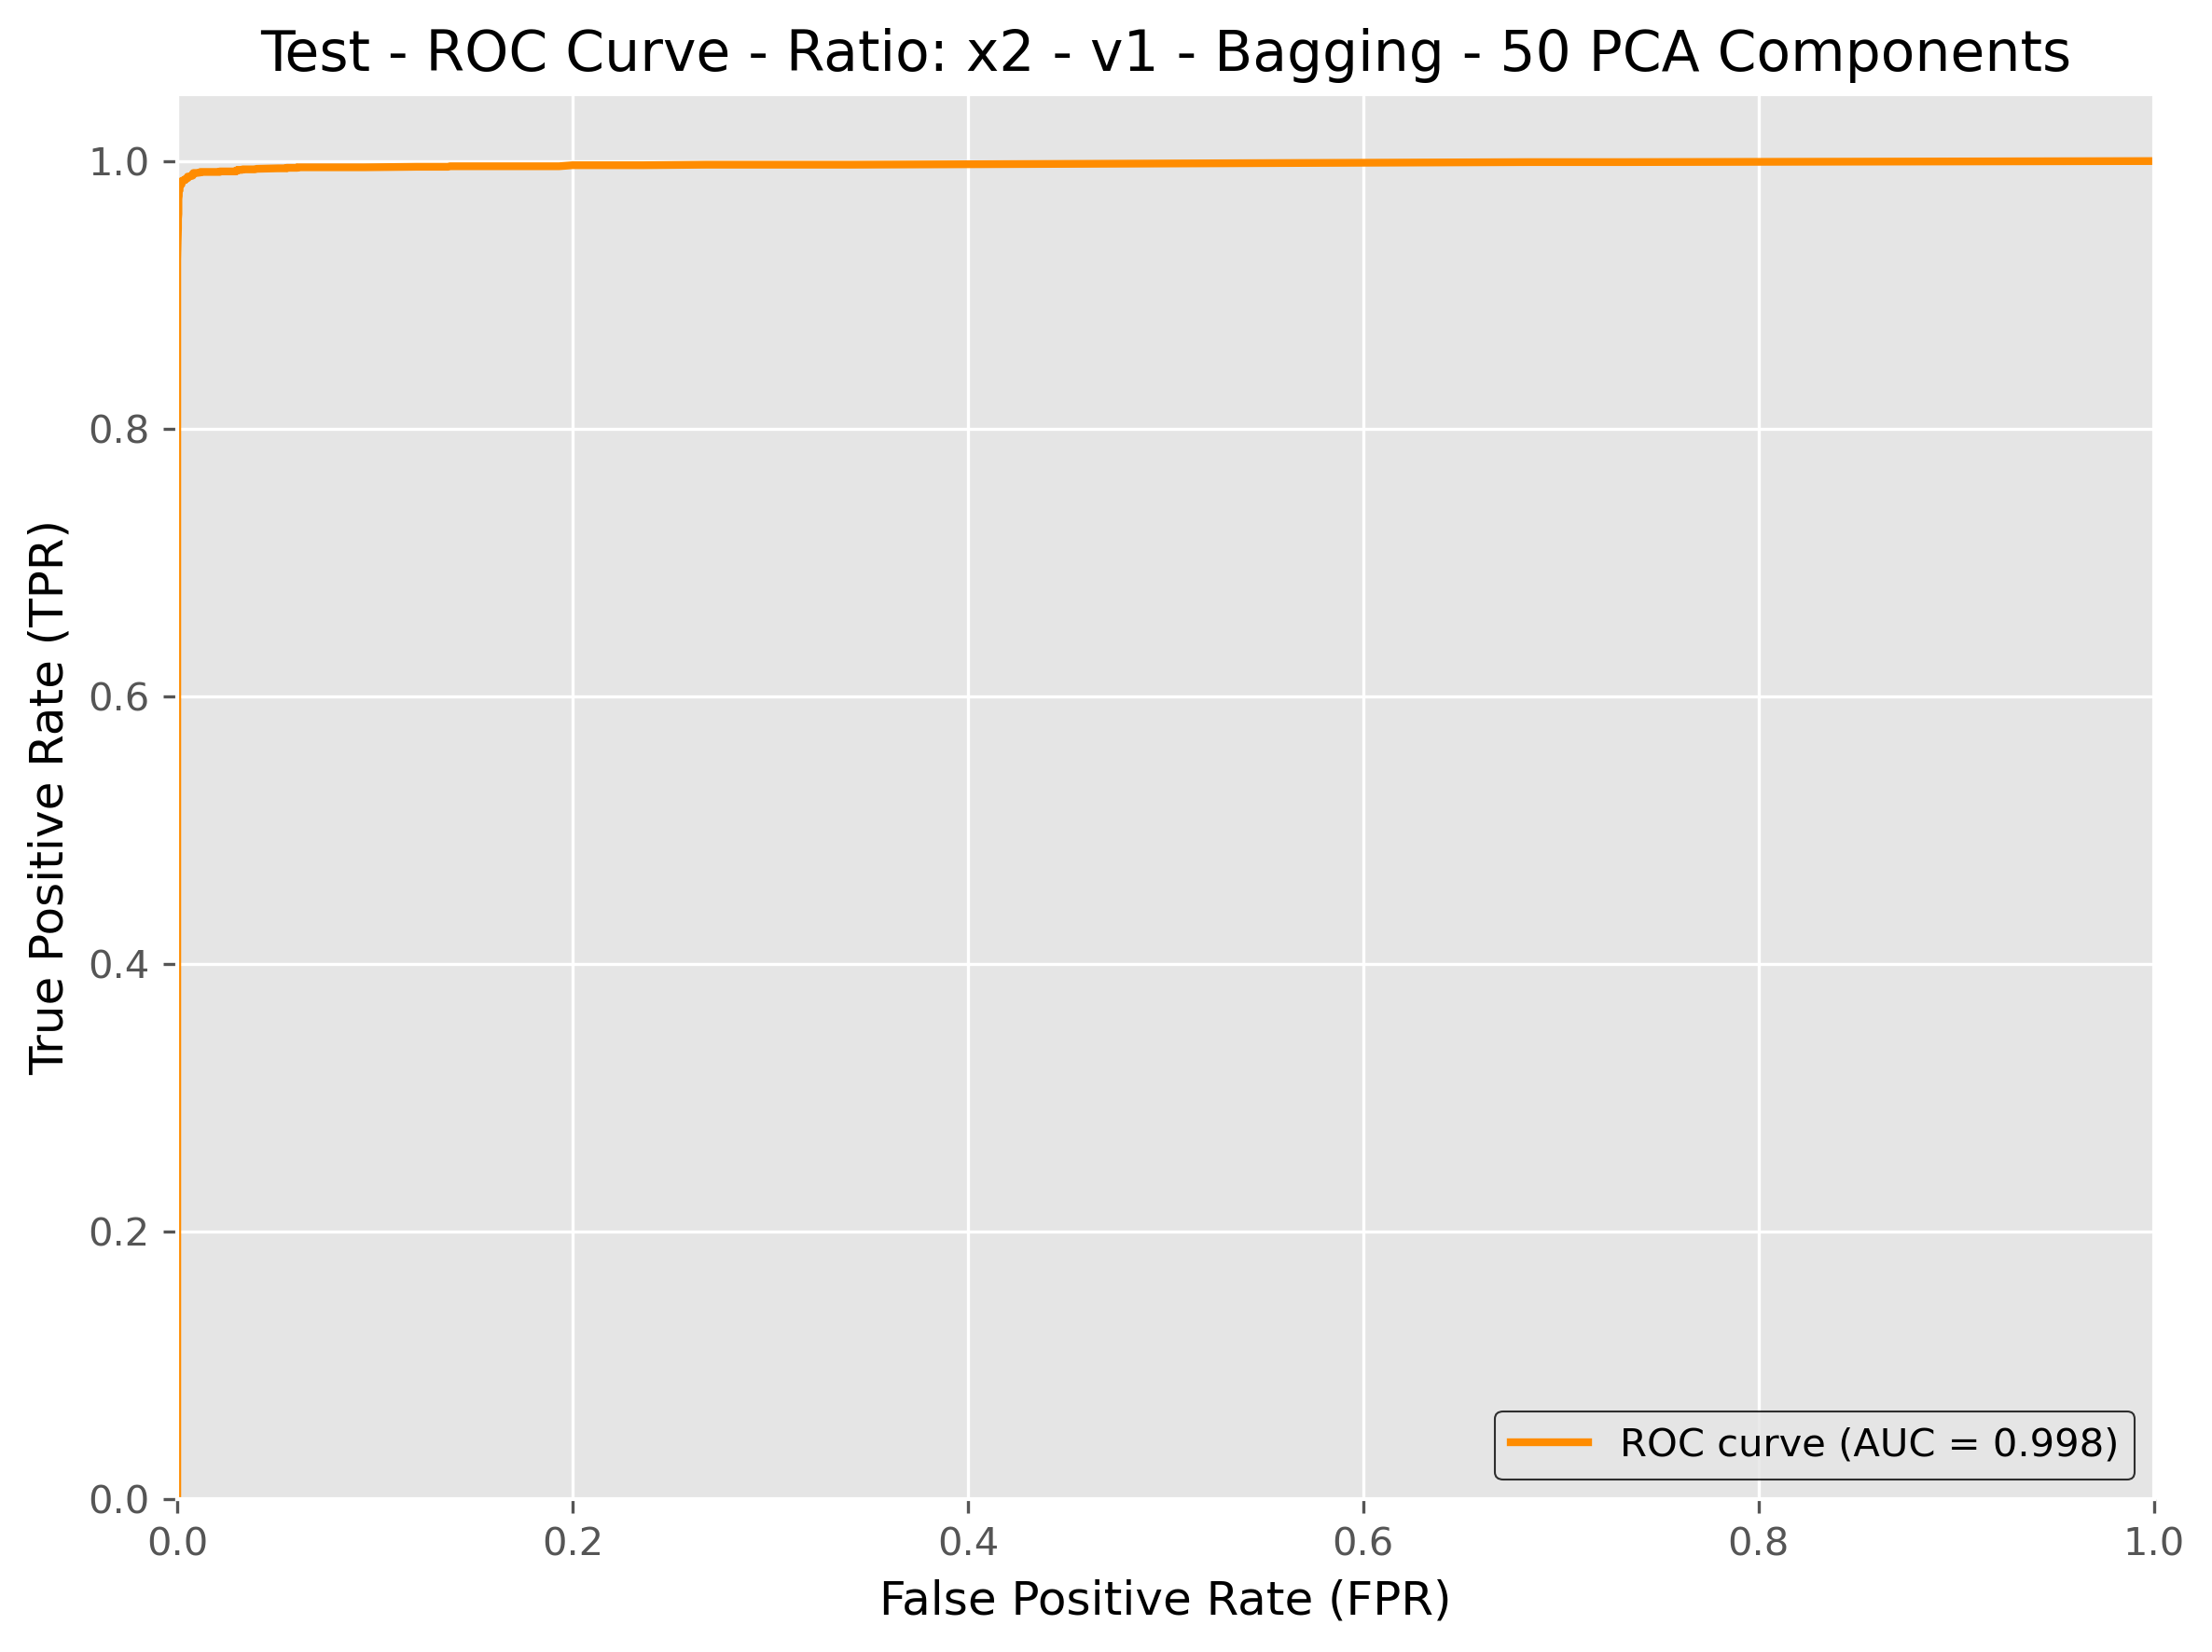 Test - ROC Curve - Ratio: x2 - v1 - Bagging - 50 PCA Components
True Positive Rate (TPR)
1.0
0.8
0.6
0.4
0.2
0.0
0.0 0.2 0.4 0.6 0.8 1.0
False Positive Rate (FPR)
ROC curve (AUC = 0.998)